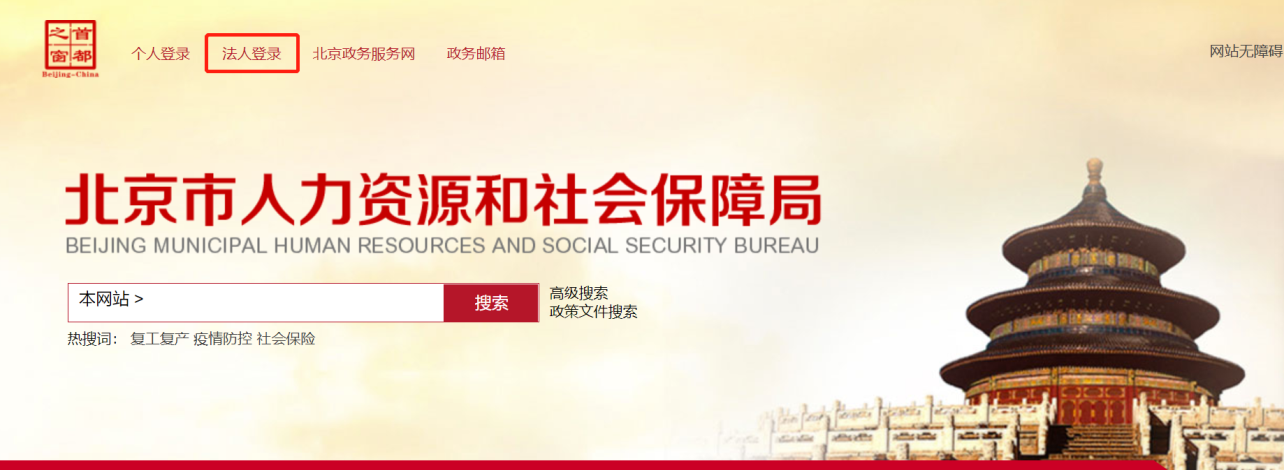 首都之窗
Beijing-China
个人登录 法人登录 北京政务服务网 政务邮箱 网站无障碍
北京市人力资源和社会保障局
BEIJING MUNICIPAL HUMAN RESOURCES AND SOCIAL SECURITY BUREAU
本网站 > 搜索 高级搜索
政策文件搜索
热搜词： 复工复产 疫情防控 社会保险